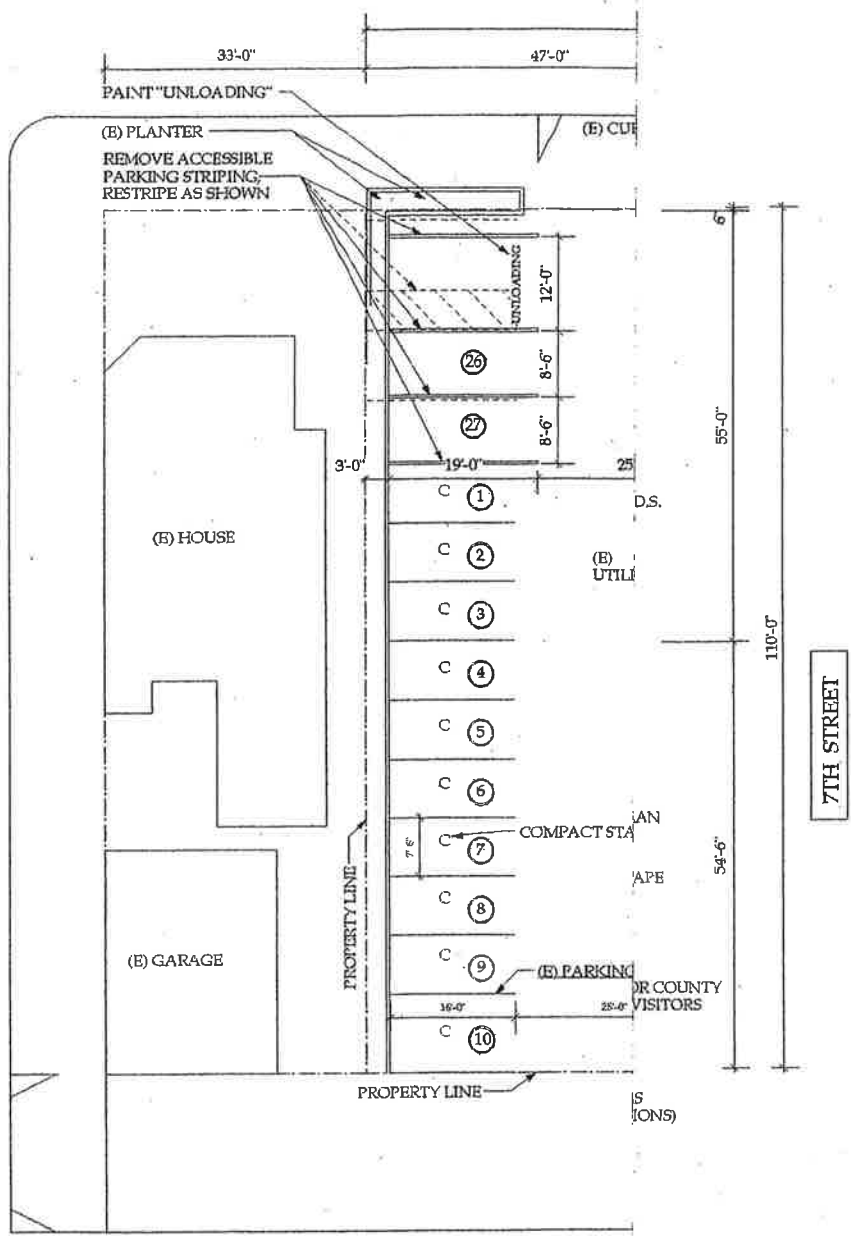 33'-0"
47'-0"
PAINT "UNLOADING"
(E) PLANTER
(E) CU
REMOVE ACCESSIBLE
PARKING STRIPING,
RESTRIPE AS SHOWN
6"
UNLOADING
12'-0"
26
8'-6"
27
8'-6"
55'-0"
3'-0"
19'-0"
25
C 1
D.S.
(E) HOUSE
C 2
(E)
UTILI
C 3
110'-0"
C 4
7TH STREET
C 5
C 6
AN
C 7
7' 6"
COMPACT STA
54'-6"
APE
C 8
PROPERTY LINE
(E) GARAGE
C 9
(E) PARKING
OR COUNTY
VISITORS
16'-0"
25'-0"
C 10
PROPERTY LINE
S
IONS)